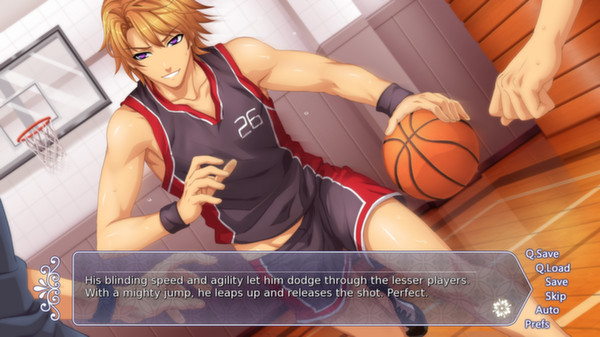 26
His blinding speed and agility let him dodge through the lesser players.
With a mighty jump, he leaps up and releases the shot. Perfect.
Q.Save
Q.Load
Save
Skip
Auto
Prefs